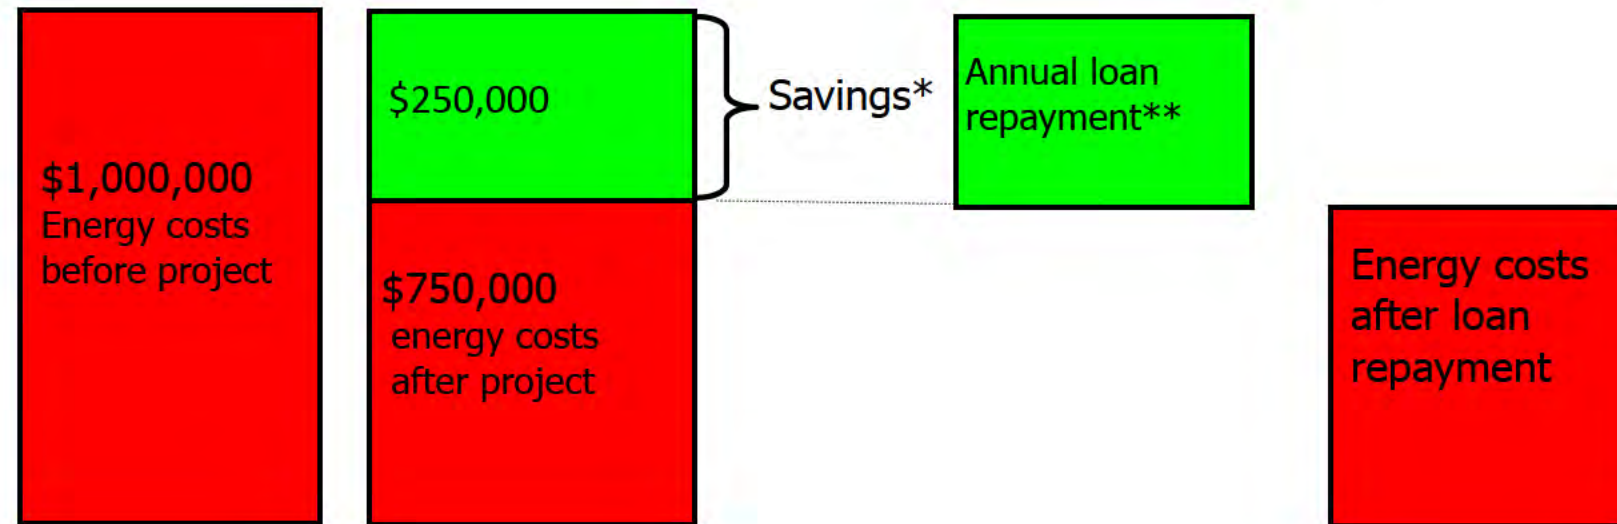 $1,000,000
Energy costs
before project
$250,000
$750,000
energy costs
after project
Savings*
Annual loan
repayment**
Energy costs
after loan
repayment